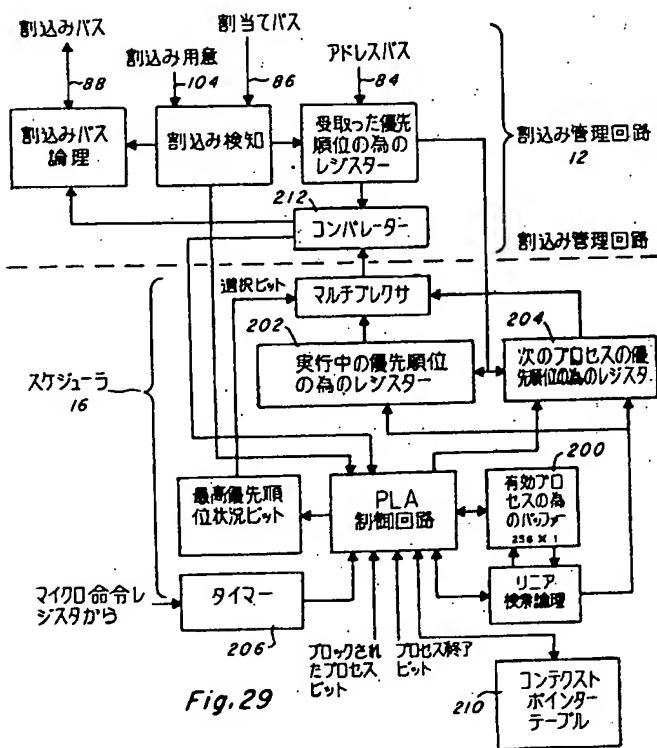 割込みバス
割込み用意
割当てバス
アドレスバス
88
104
86
84
割込みバス
論理
割込み検知
受取った優先
順位の為の
レジスター
割込み管理回路
12
212
コンパレーター
割込み管理回路
選択ビット
マルチプレクサ
スケジューラ
16
202
実行中の優先順位
の為のレジスター
204
次のプロセスの優
先順位の為のレジスタ
最高優先順
位状況ビット
PLA
制御回路
200
有効プロセ
スの為の
バッファ
256 × 1
マイクロ命令レ
ジスタから
タイマー
206
リニア
検索論理
ブロックされ
たプロセス
ビット
プロセス終了
ビット
210
コンテクスト
ポインター
テーブル
Fig.29